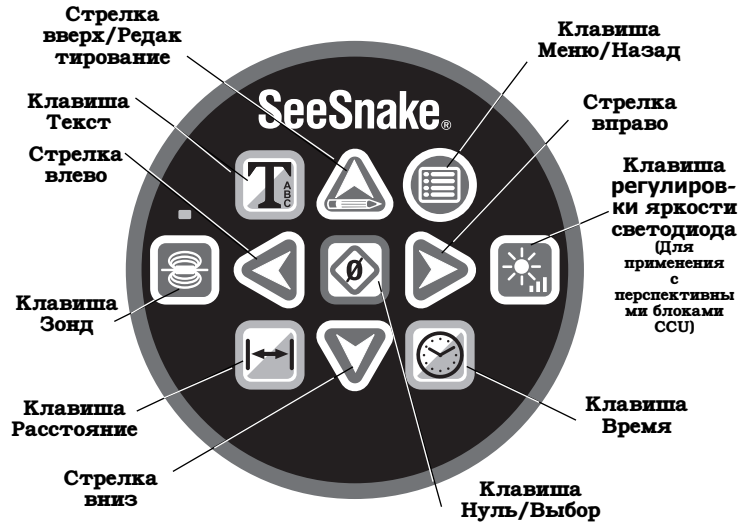 Стрелка
вверх/Редак
тирование
Клавиша
Меню/Назад
Клавиша
Текст
Стрелка
вправо
Стрелка
влево
SeeSnake®
T
A
B
C
Клавиша
регулиров-
ки яркости
светодиода
(Для
применения
с
перспективны
ми блоками
CCU)
Ø
Клавиша
Зонд
Клавиша
Расстояние
Клавиша
Время
Стрелка
вниз
Клавиша
Нуль/Выбор